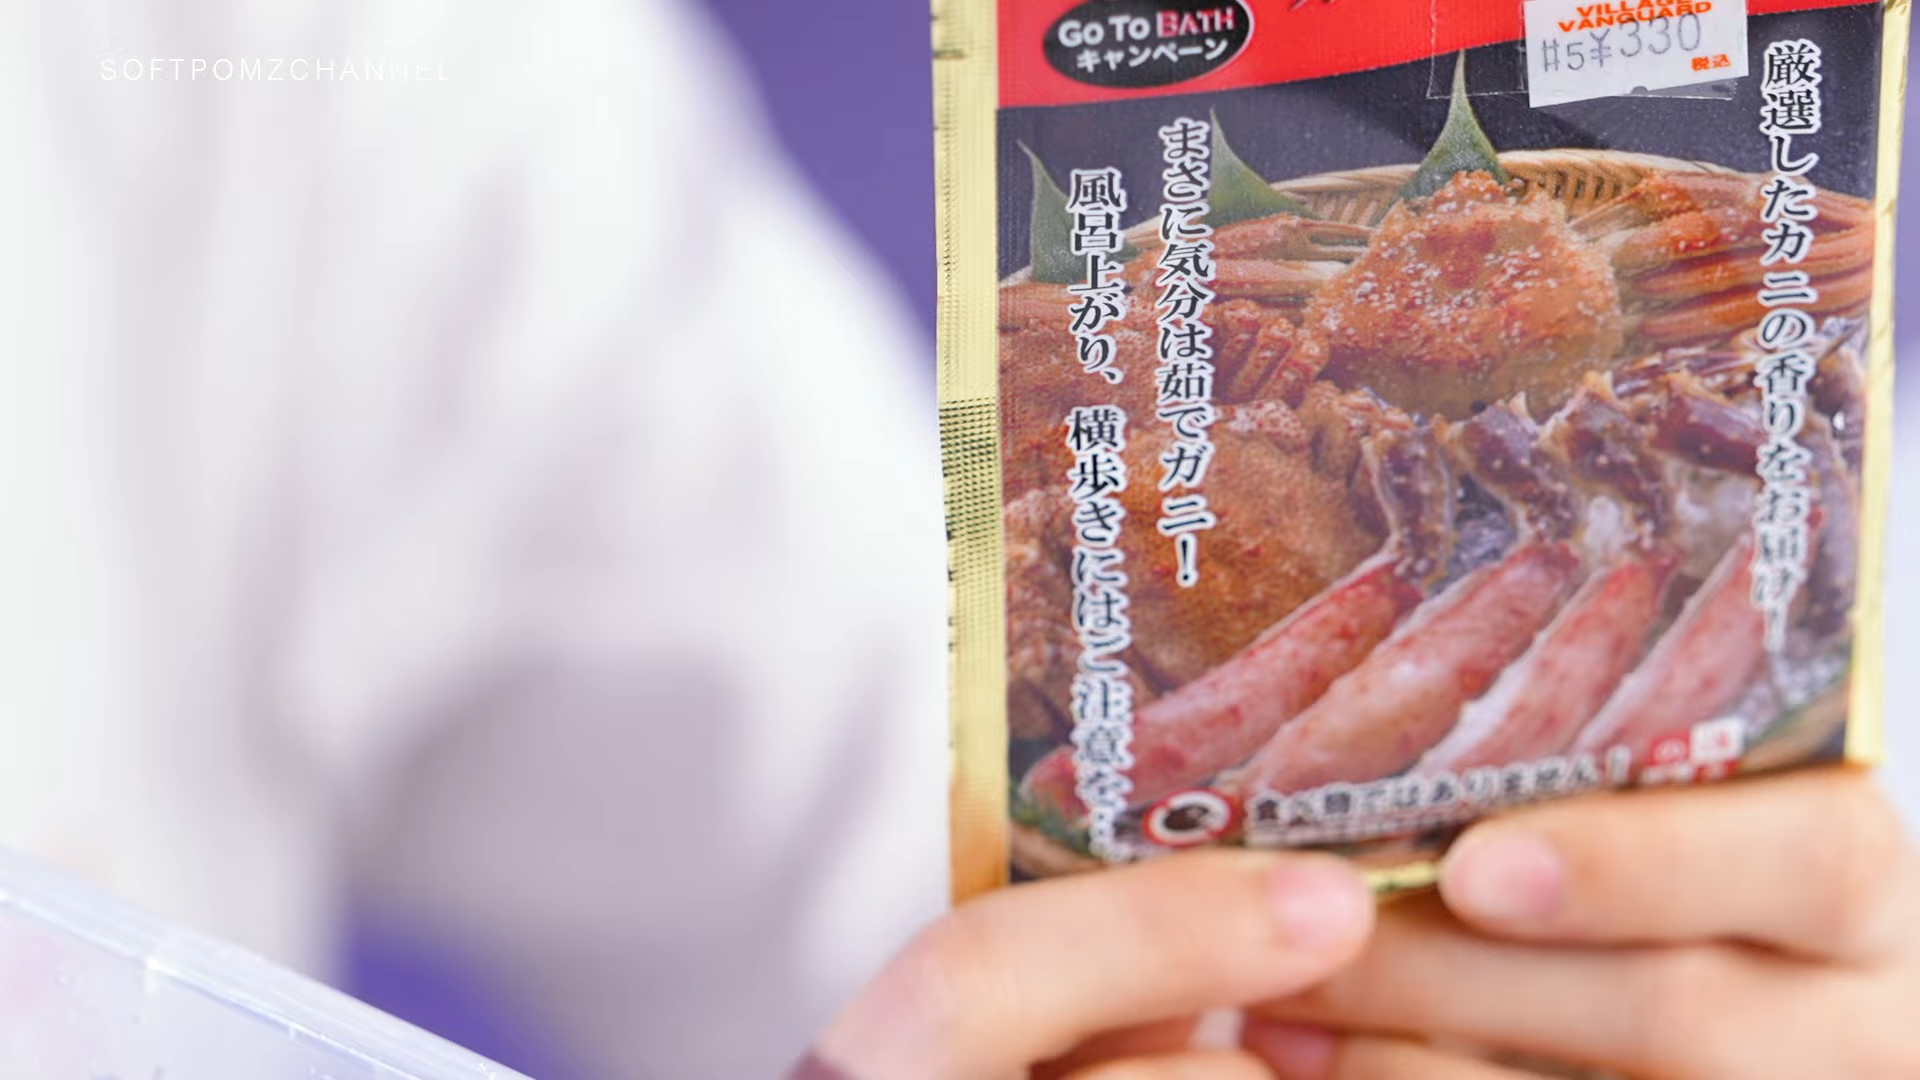 SOFTPOMZCHANNEL
Go To BATH
キャンペーン
VILLAGE
VANGUARD
#5¥330
税込
厳選したカニの香りをお届け!
まさに気分は茹でガニ!
風呂上がり、横歩きにはご注意を…
食べ物ではありません!